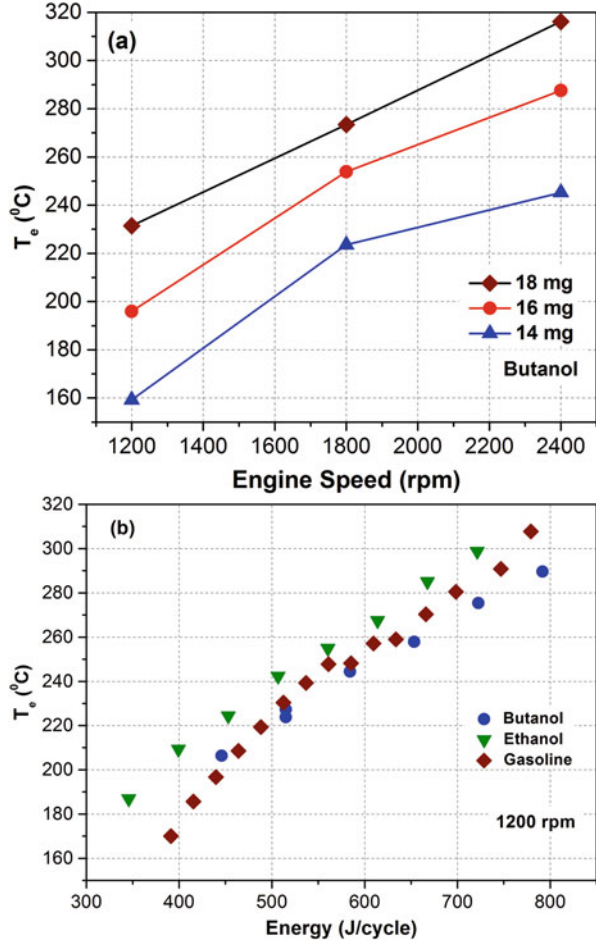 320
(a)
300
280
260
240
220
200
180
160
T_e (⁰C)
18 mg
16 mg
14 mg
Butanol
1200 1400 1600 1800 2000 2200 2400
Engine Speed (rpm)
320
(b)
300
280
260
240
220
200
180
160
T_e (⁰C)
Butanol
Ethanol
Gasoline
1200 rpm
300 400 500 600 700 800
Energy (J/cycle)